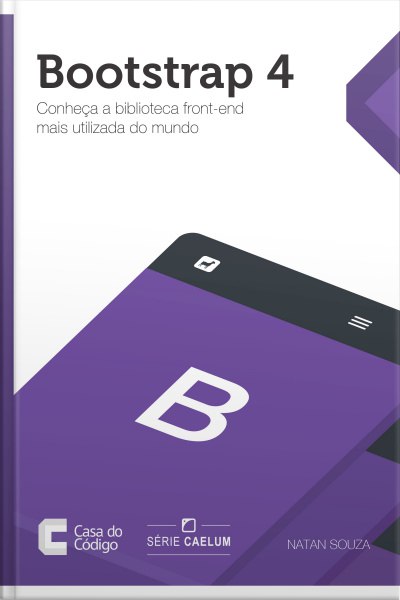 Bootstrap 4
Conheça a biblioteca front-end
mais utilizada do mundo
B
Casa do
Código
SÉRIE CAELUM
NATAN SOUZA